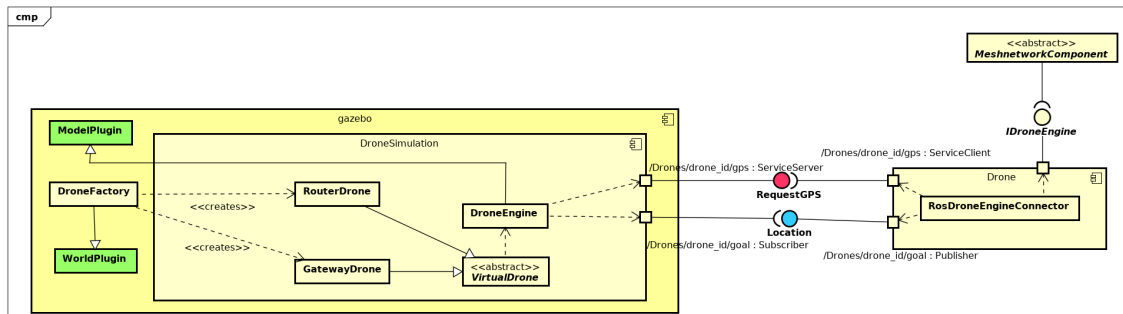 cmp
<<abstract>>
MeshnetworkComponent
gazebo
ModelPlugin
IDroneEngine
DroneSimulation
/Drones/drone_id/gps : ServiceClient
/Drones/drone_id/gps : ServiceServer
Drone
DroneFactory
RouterDrone
RequestGPS
<<creates>>
DroneEngine
RosDroneEngineConnector
Location
<<creates>>
/Drones/drone_id/goal : Subscriber
/Drones/drone_id/goal : Publisher
WorldPlugin
GatewayDrone
<<abstract>>
VirtualDrone